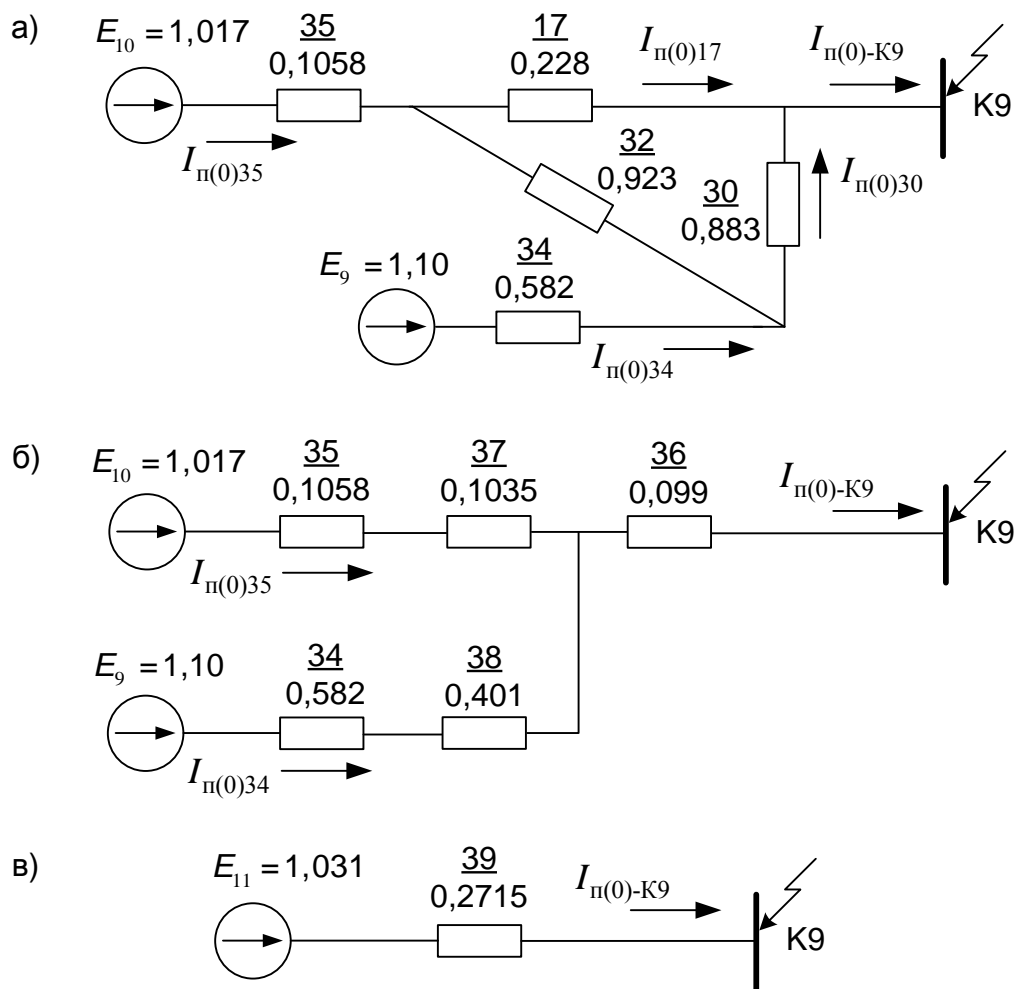 а)
E₁₀ = 1,017
35
0,1058
17
0,228
Iп(0)17
Iп(0)-К9
К9
Iп(0)35
32
0,923
30
0,883
Iп(0)30
E₉ = 1,10
34
0,582
Iп(0)34
б)
E₁₀ = 1,017
35
0,1058
37
0,1035
36
0,099
Iп(0)-К9
К9
Iп(0)35
E₉ = 1,10
34
0,582
38
0,401
Iп(0)34
в)
E₁₁ = 1,031
39
0,2715
Iп(0)-К9
К9